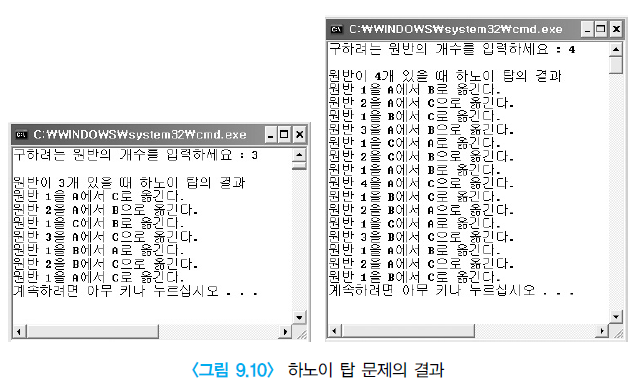 C:\WINDOWS\system32\cmd.exe
구하려는 원반의 개수를 입력하세요 : 3
원반이 3개 있을 때 하노이 탑의 결과
원반 1을 A에서 C로 옮긴다.
원반 2을 A에서 B으로 옮긴다.
원반 1을 C에서 B로 옮긴다.
원반 3을 A에서 C으로 옮긴다.
원반 1을 B에서 A로 옮긴다.
원반 2을 B에서 C으로 옮긴다.
원반 1을 A에서 C로 옮긴다.
계속하려면 아무 키나 누르십시오 . . .
C:\WINDOWS\system32\cmd.exe
구하려는 원반의 개수를 입력하세요 : 4
원반이 4개 있을 때 하노이 탑의 결과
원반 1을 A에서 B로 옮긴다.
원반 2을 A에서 C으로 옮긴다.
원반 1을 B에서 C로 옮긴다.
원반 3을 A에서 B으로 옮긴다.
원반 1을 C에서 A로 옮긴다.
원반 2을 C에서 B으로 옮긴다.
원반 1을 A에서 B로 옮긴다.
원반 4을 A에서 C으로 옮긴다.
원반 1을 B에서 C로 옮긴다.
원반 2을 B에서 A으로 옮긴다.
원반 1을 C에서 A로 옮긴다.
원반 3을 B에서 C으로 옮긴다.
원반 1을 A에서 B로 옮긴다.
원반 2을 A에서 C으로 옮긴다.
원반 1을 B에서 C로 옮긴다.
계속하려면 아무 키나 누르십시오 . . .
〈그림 9.10〉 하노이 탑 문제의 결과